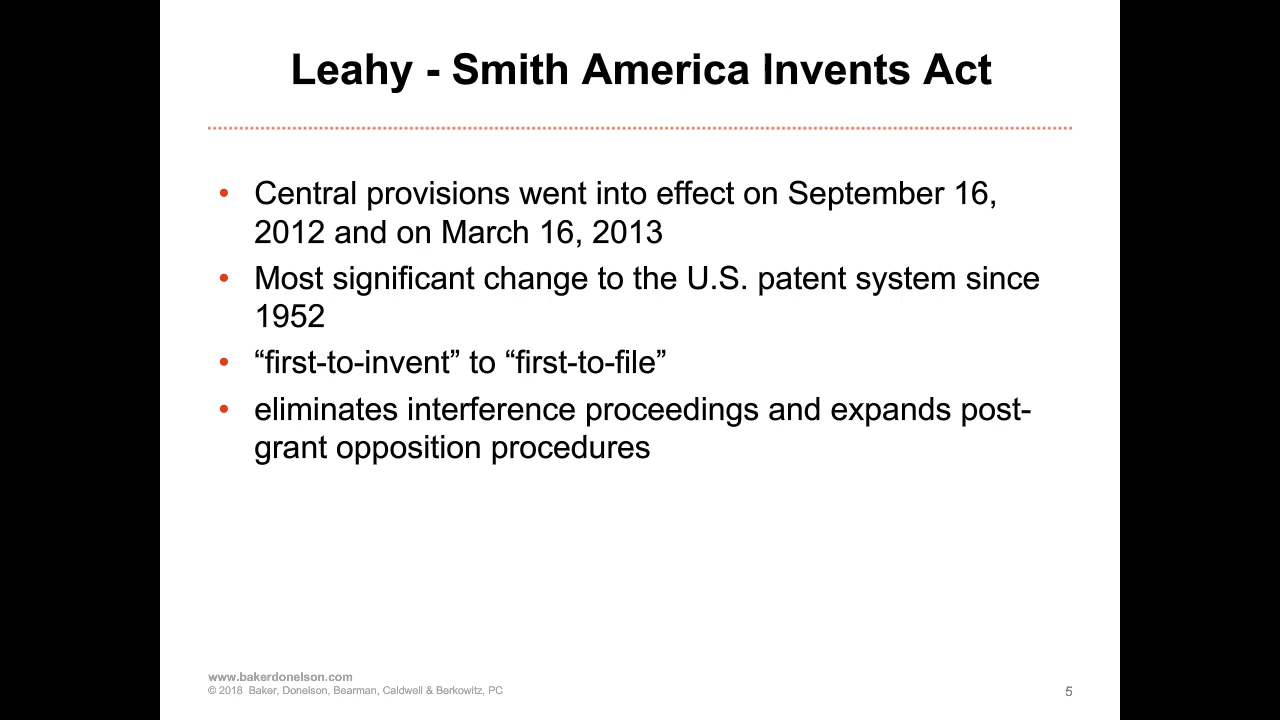 Leahy - Smith America Invents Act
• Central provisions went into effect on September 16,
2012 and on March 16, 2013
• Most significant change to the U.S. patent system since
1952
• “first-to-invent” to “first-to-file”
• eliminates interference proceedings and expands post-
grant opposition procedures
www.bakerdonelson.com
© 2018 Baker, Donelson, Bearman, Caldwell & Berkowitz, PC
5